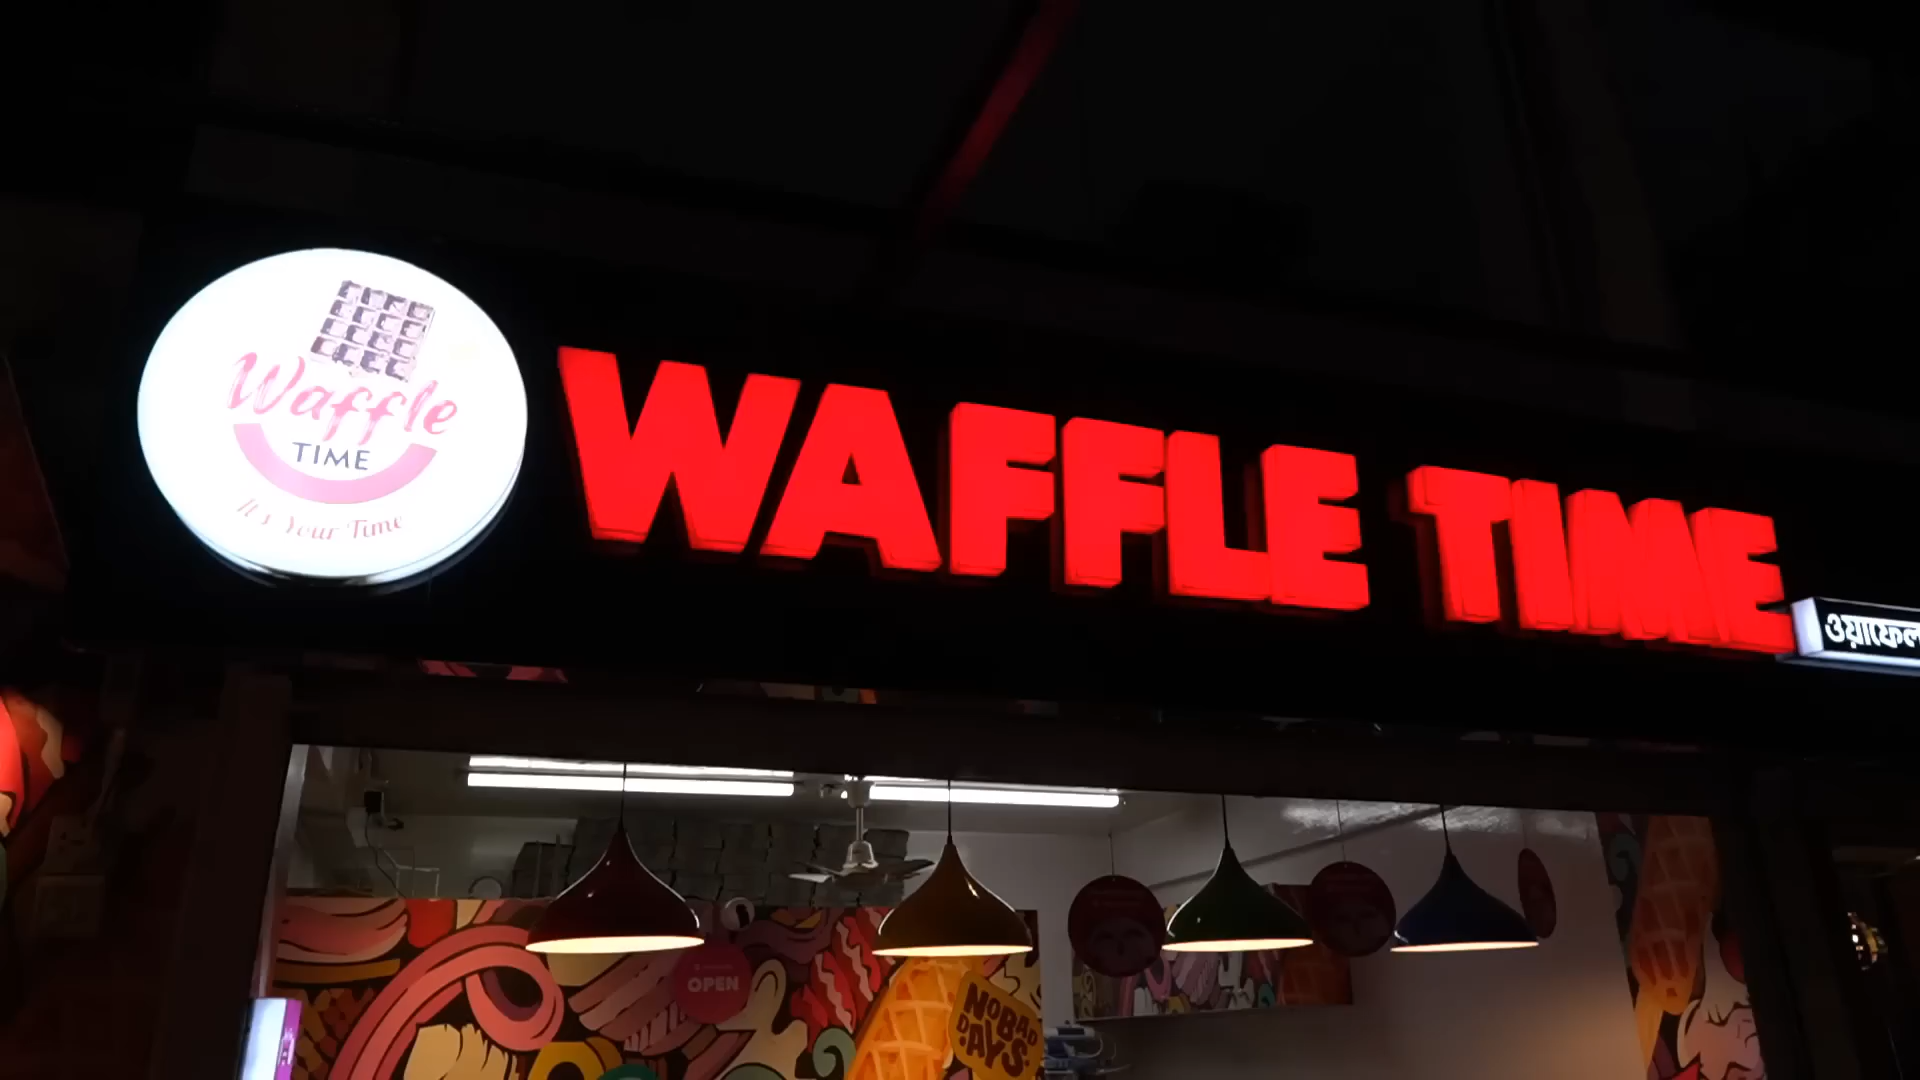 Waffle
TIME
It's Your Time
WAFFLE TIME
ওয়াফেল
OPEN
NO BAD
DAYS